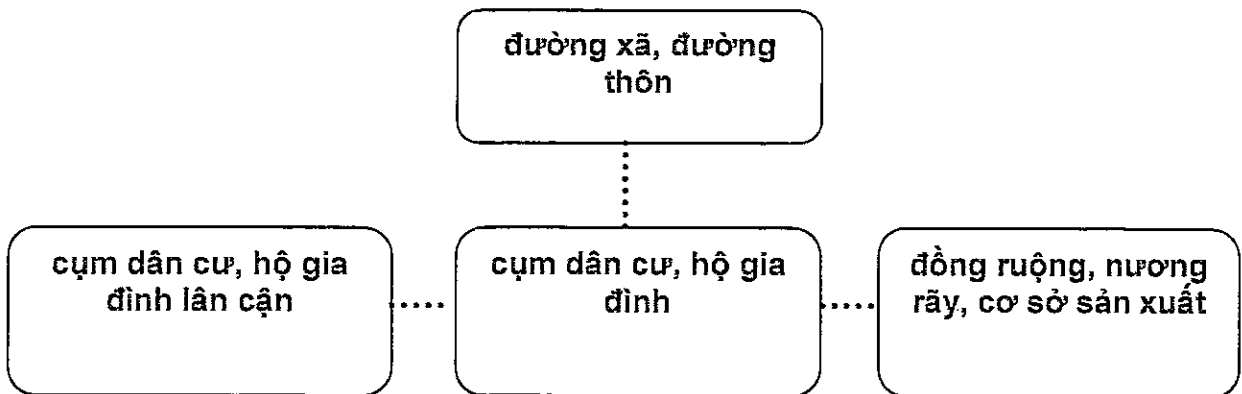 đường xã, đường
thôn
cụm dân cư, hộ gia
đình lân cận
cụm dân cư, hộ gia
đình
đồng ruộng, nương
rãy, cơ sở sản xuất